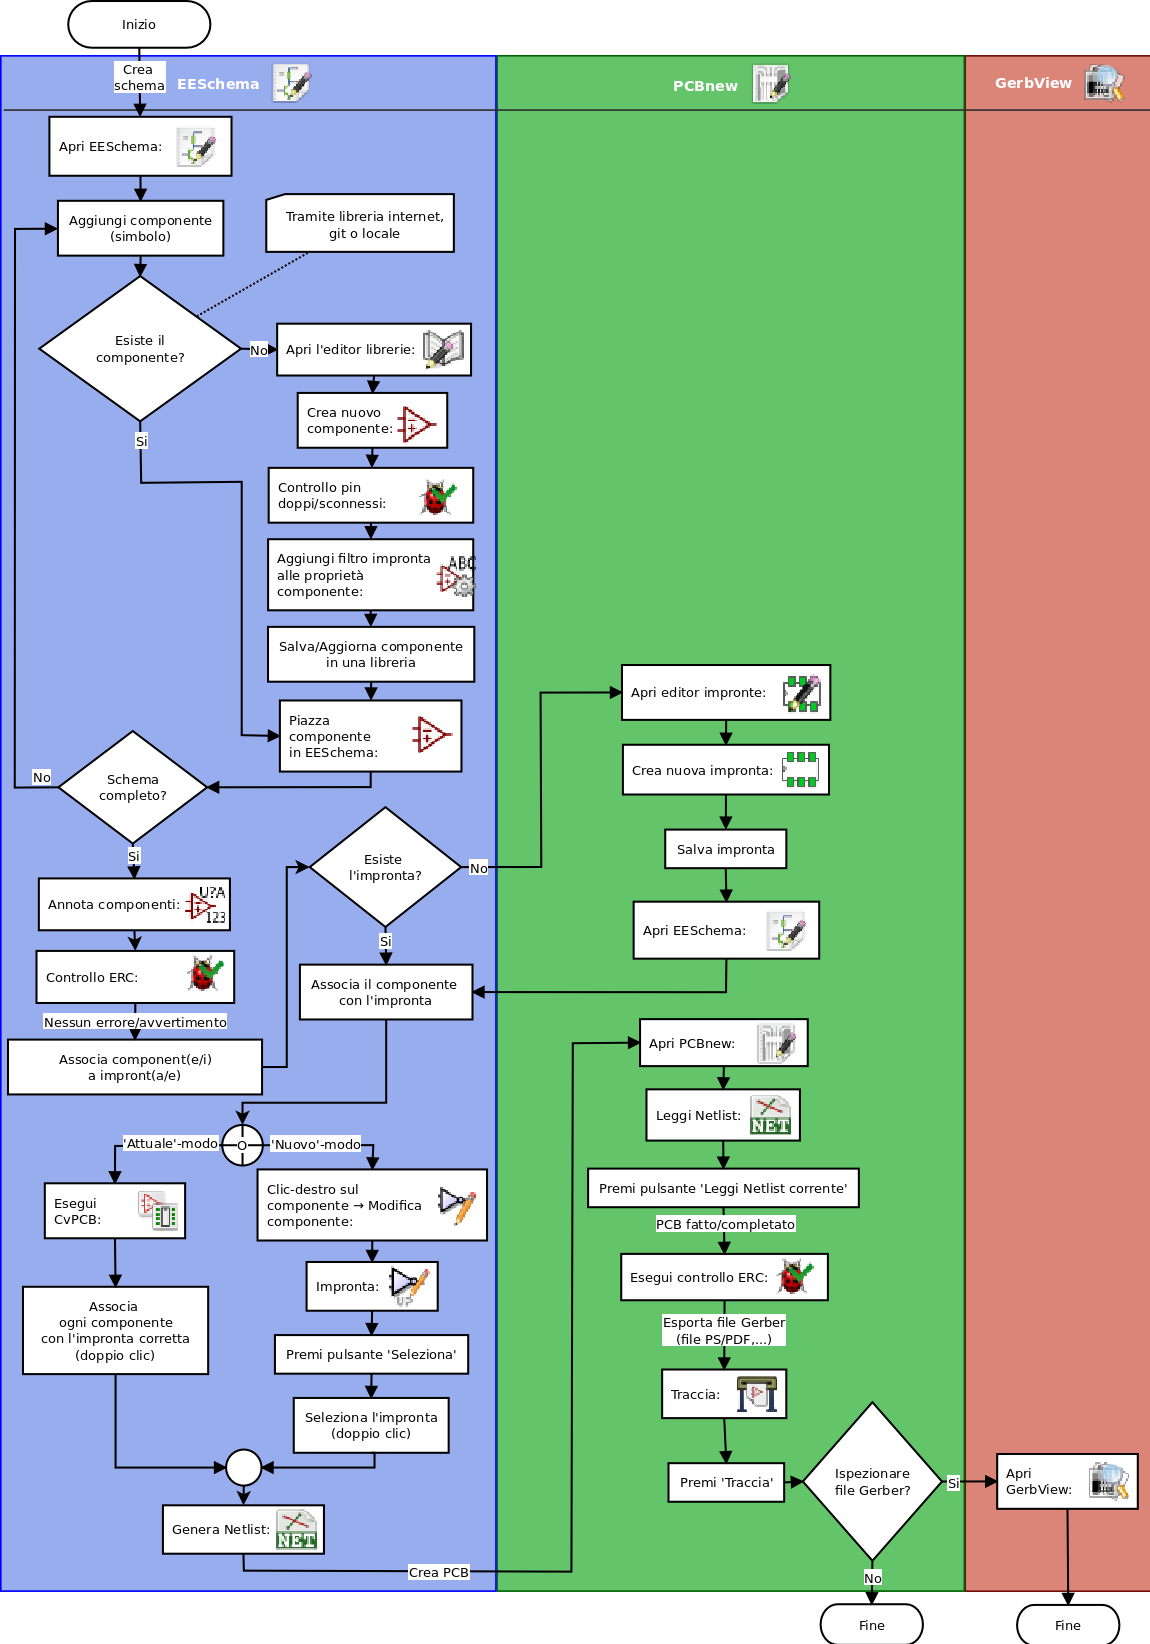 Inizio
Crea
schema
EESchema
PCBnew
GerbView
Apri EESchema:
Aggiungi componente
(simbolo)
Tramite libreria internet,
git o locale
Esiste il
componente?
No
Apri l'editor librerie:
Crea nuovo
componente:
Si
Controllo pin
doppi/sconnessi:
Aggiungi filtro impronta
alle proprietà
componente:
ABC
Salva/Aggiorna componente
in una libreria
Piazza
componente
in EESchema:
Schema
completo?
No
Si
Annota componenti:
U?A
123
Controllo ERC:
Nessun errore/avvertimento
Associa component(e/i)
a impront(a/e)
Esiste
l'impronta?
No
Si
Associa il componente
con l'impronta
Apri editor impronte:
Crea nuova impronta:
Salva impronta
Apri EESchema:
O
'Attuale'-modo
'Nuovo'-modo
Esegui
CvPCB:
Associa
ogni componente
con l'impronta corretta
(doppio clic)
Clic-destro sul
componente → Modifica
componente:
Impronta:
Premi pulsante 'Seleziona'
Seleziona l'impronta
(doppio clic)
Genera Netlist:
NET
Crea PCB
Apri PCBnew:
Leggi Netlist:
NET
Premi pulsante 'Leggi Netlist corrente'
PCB fatto/completato
Esegui controllo ERC:
Esporta file Gerber
(file PS/PDF,...)
Traccia:
Premi 'Traccia'
Ispezionare
file Gerber?
Si
No
Apri
GerbView:
Fine
Fine